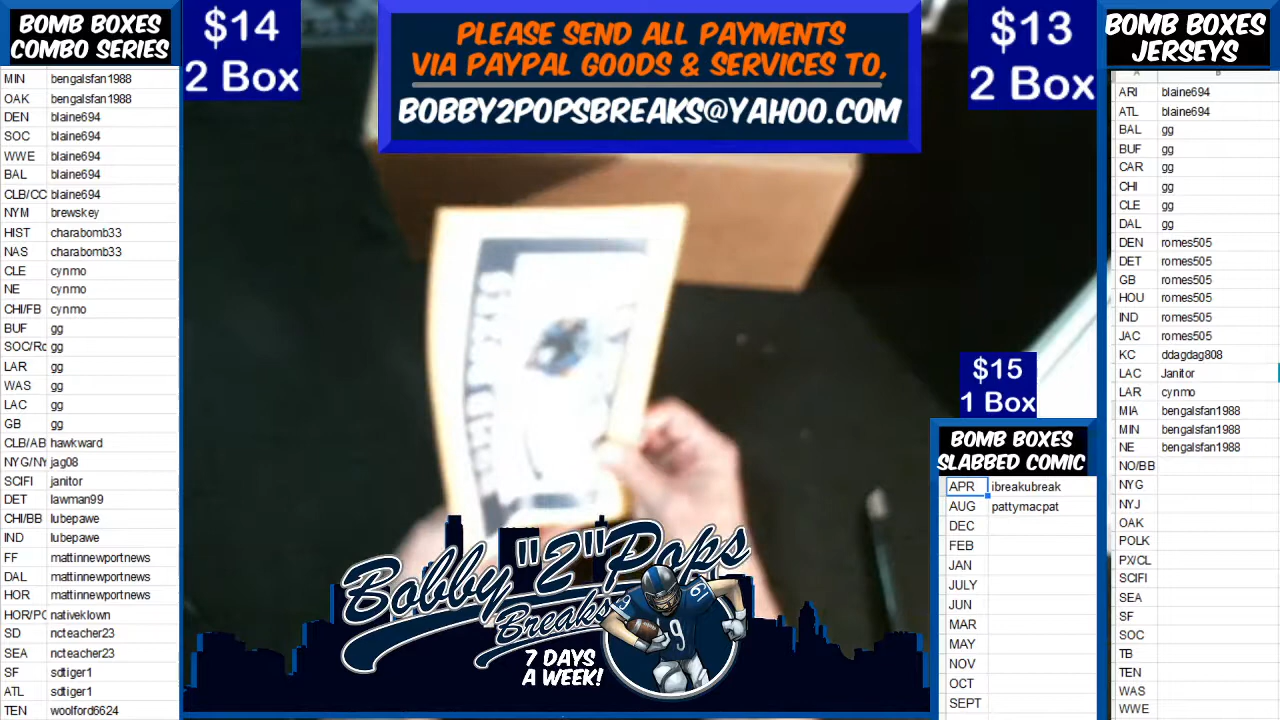 BOMB BOXES
COMBO SERIES
MIN bengalsfan1988
OAK bengalsfan1988
DEN blaine694
SOC blaine694
WWE blaine694
BAL blaine694
CLB/CC blaine694
NYM brewskey
HIST charabomb33
NAS charabomb33
CLE cynmo
NE cynmo
CHI/FB cynmo
BUF gg
SOC/Ro gg
LAR gg
WAS gg
LAC gg
GB gg
CLB/AB hawkward
NYG/NY jag08
SCIFI janitor
DET lawman99
CHI/BB lubepawe
IND lubepawe
FF mattinnewportnews
DAL mattinnewportnews
HOR mattinnewportnews
HOR/PC nativeklown
SD ncteacher23
SEA ncteacher23
SF sdtiger1
ATL sdtiger1
TEN woolford6624
$14
2 Box
PLEASE SEND ALL PAYMENTS
VIA PAYPAL GOODS & SERVICES TO,
BOBBY2POPSBREAKS@YAHOO.COM
$13
2 Box
Bobby "2" Pops
Breaks
7 DAYS
A WEEK!
$15
1 Box
BOMB BOXES
SLABBED COMIC
APR ibreakubreak
AUG pattymacpat
DEC
FEB
JAN
JULY
JUN
MAR
MAY
NOV
OCT
SEPT
BOMB BOXES
JERSEYS
ARI blaine694
ATL blaine694
BAL gg
BUF gg
CAR gg
CHI gg
CLE gg
DAL gg
DEN romes505
DET romes505
GB romes505
HOU romes505
IND romes505
JAC romes505
KC ddagdag808
LAC Janitor
LAR cynmo
MIA bengalsfan1988
MIN bengalsfan1988
NE bengalsfan1988
NO/BB
NYG
NYJ
OAK
POLK
PX/CL
SCIFI
SEA
SF
SOC
TB
TEN
WAS
WWE